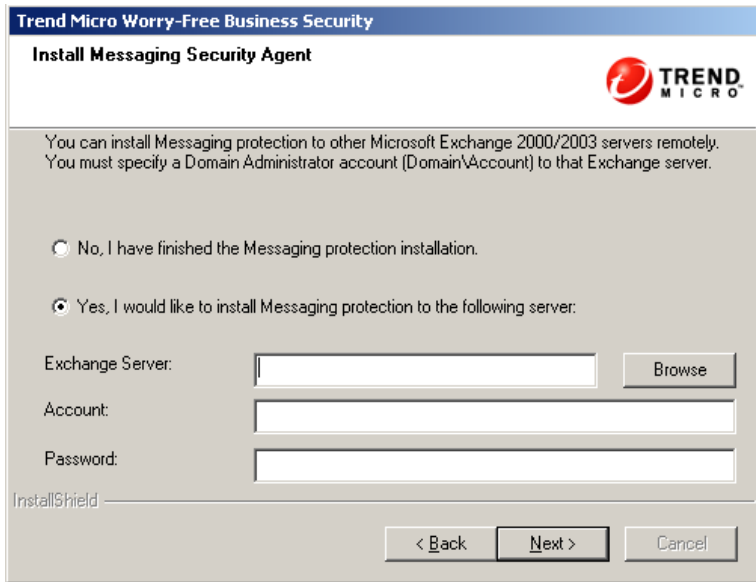 Trend Micro Worry-Free Business Security
Install Messaging Security Agent
TREND
MICRO™
You can install Messaging protection to other Microsoft Exchange 2000/2003 servers remotely.
You must specify a Domain Administrator account (Domain\Account) to that Exchange server.
No, I have finished the Messaging protection installation.
Yes, I would like to install Messaging protection to the following server:
Exchange Server:
Browse
Account:
Password:
InstallShield
< Back
Next >
Cancel